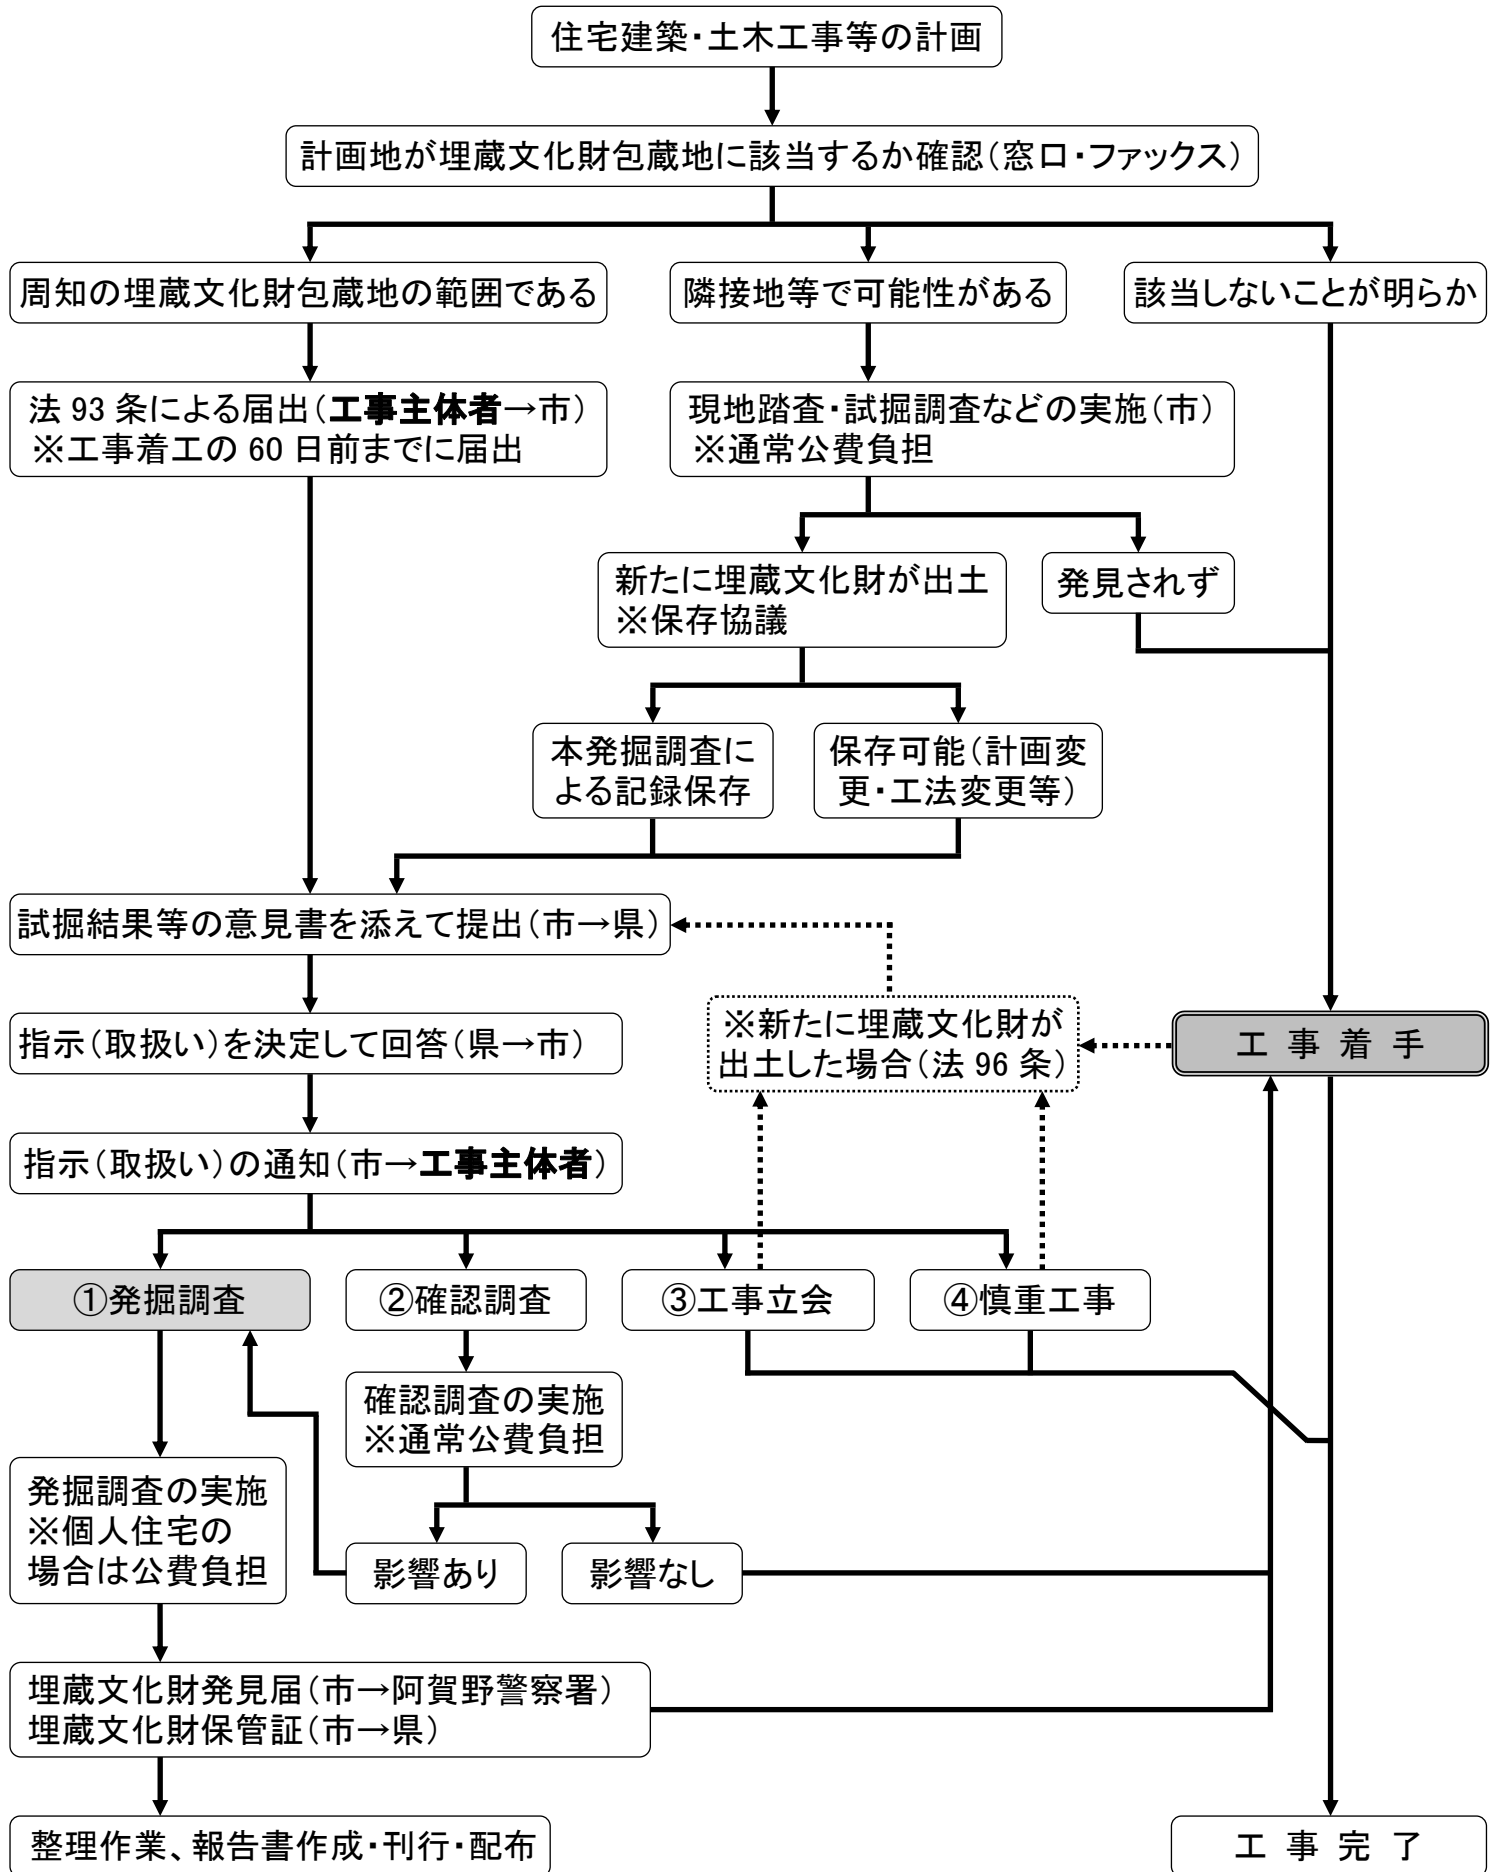 住宅建築・土木工事等の計画
計画地が埋蔵文化財包蔵地に該当するか確認（窓口・ファックス）
周知の埋蔵文化財包蔵地の範囲である
隣接地等で可能性がある
該当しないことが明らか
法 93 条による届出（工事主体者→市）
※工事着工の 60 日前までに届出
現地踏査・試掘調査などの実施（市）
※通常公費負担
新たに埋蔵文化財が出土
※保存協議
発見されず
本発掘調査に
よる記録保存
保存可能（計画変
更・工法変更等）
試掘結果等の意見書を添えて提出（市→県）
指示（取扱い）を決定して回答（県→市）
※新たに埋蔵文化財が
出土した場合（法 96 条）
工 事 着 手
指示（取扱い）の通知（市→工事主体者）
①発掘調査
②確認調査
③工事立会
④慎重工事
確認調査の実施
※通常公費負担
発掘調査の実施
※個人住宅の
場合は公費負担
影響あり
影響なし
埋蔵文化財発見届（市→阿賀野警察署）
埋蔵文化財保管証（市→県）
整理作業、報告書作成・刊行・配布
工 事 完 了